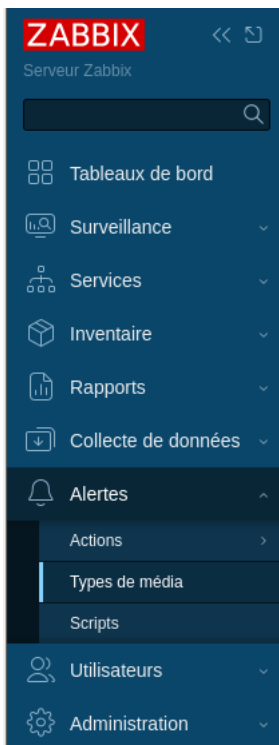 ZABBIX
Serveur Zabbix
Tableaux de bord
Surveillance
Services
Inventaire
Rapports
Collecte de données
Alertes
Actions
Types de média
Scripts
Utilisateurs
Administration